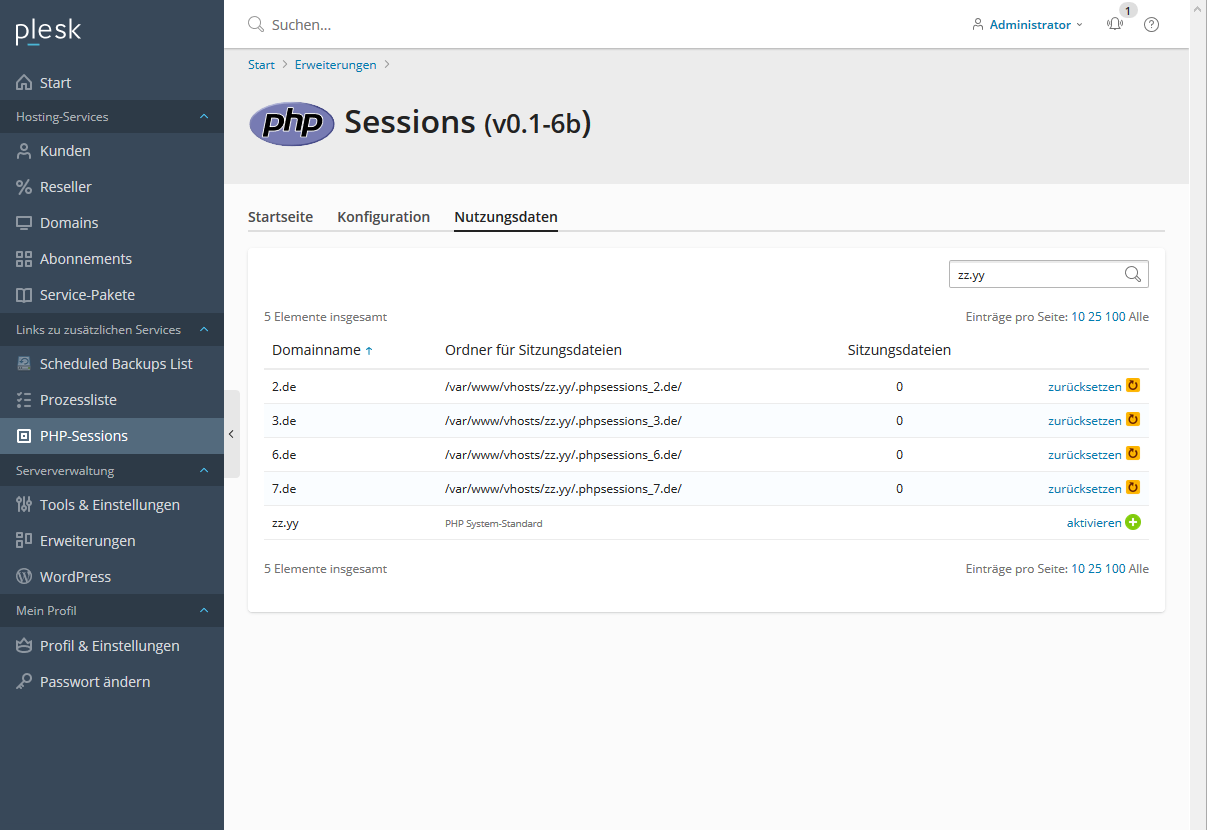 plesk
Suchen...
Administrator
1
Start
Hosting-Services
Kunden
Reseller
Domains
Abonnements
Service-Pakete
Links zu zusätzlichen Services
Scheduled Backups List
Prozessliste
PHP-Sessions
Serververwaltung
Tools & Einstellungen
Erweiterungen
WordPress
Mein Profil
Profil & Einstellungen
Passwort ändern
Start > Erweiterungen >
php Sessions (v0.1-6b)
Startseite Konfiguration Nutzungsdaten
zz.yy
5 Elemente insgesamt Einträge pro Seite: 10 25 100 Alle
Domainname ↑ Ordner für Sitzungsdateien Sitzungsdateien
2.de /var/www/vhosts/zz.yy/.phpsessions_2.de/ 0 zurücksetzen
3.de /var/www/vhosts/zz.yy/.phpsessions_3.de/ 0 zurücksetzen
6.de /var/www/vhosts/zz.yy/.phpsessions_6.de/ 0 zurücksetzen
7.de /var/www/vhosts/zz.yy/.phpsessions_7.de/ 0 zurücksetzen
zz.yy PHP System-Standard aktivieren
5 Elemente insgesamt Einträge pro Seite: 10 25 100 Alle